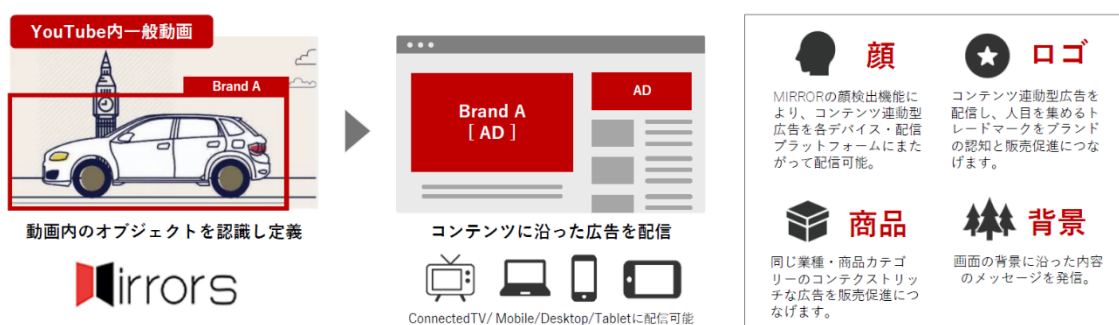 YouTube内一般動画
Brand A
動画内のオブジェクトを認識し定義
Mirrors
Brand A
[ AD ]
AD
コンテンツに沿った広告を配信
ConnectedTV/ Mobile/Desktop/Tabletに配信可能
顔
MIRRORの顔検出機能に
より、コンテンツ連動型
広告を各デバイス・配信
プラットフォームにまた
がって配信可能。
ロゴ
コンテンツ連動型広告を
配信し、人目を集めるト
レードマークをブランド
の認知と販売促進につな
げます。
商品
同じ業種・商品カテゴ
リーのコンテクストリッ
チな広告を販売促進につ
なげます。
背景
画面の背景に沿った内容
のメッセージを発信。